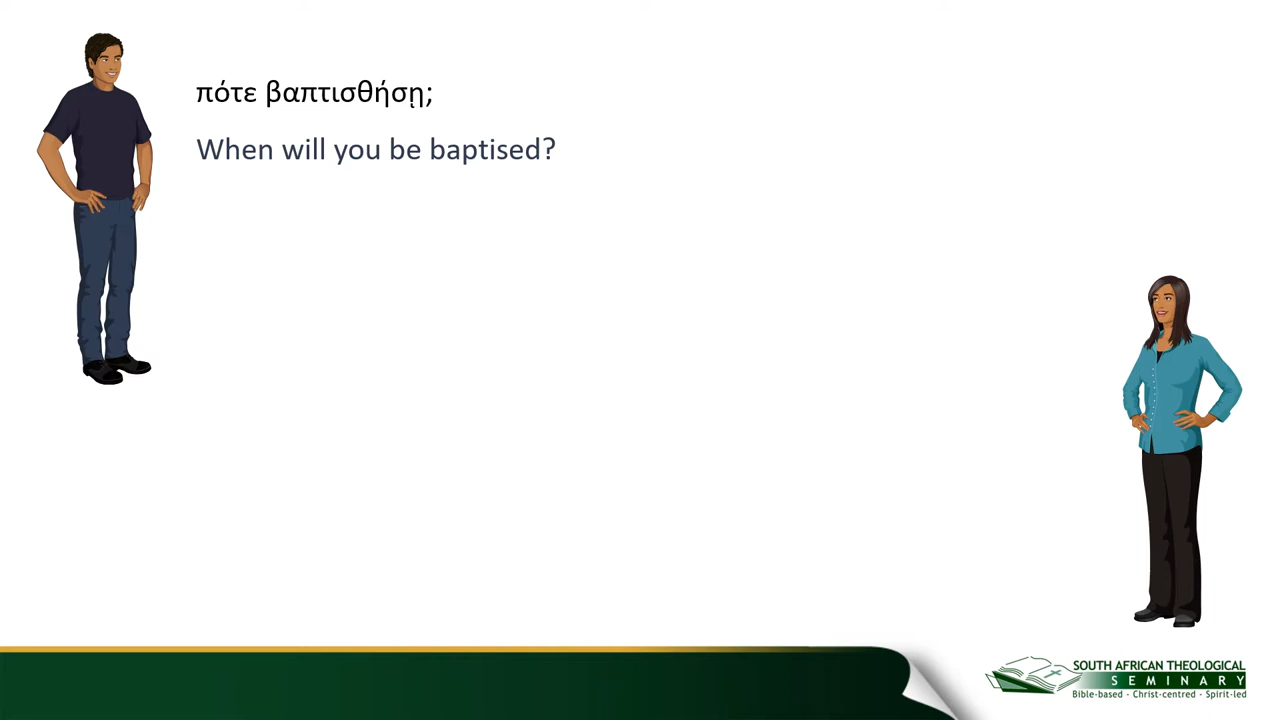 πότε βαπτισθήσῃ;
When will you be baptised?
SOUTH AFRICAN THEOLOGICAL
SEMINARY
Bible-based - Christ-centred - Spirit-led